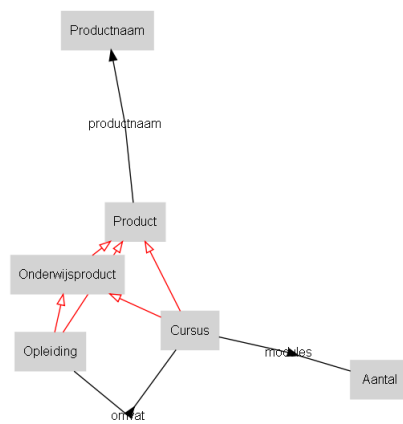 Productnaam
productnaam
Product
Onderwijsproduct
Cursus
Opleiding
modules
Aantal
omvat